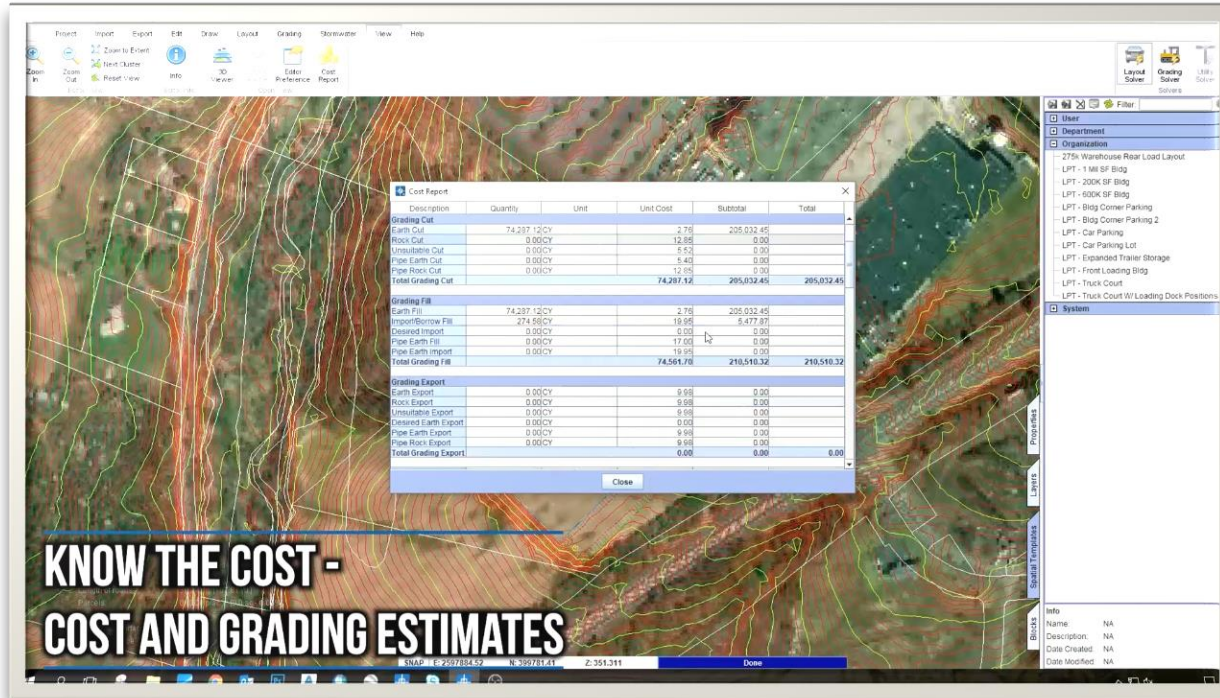 Project Import Export Edit Draw Layout Grading Stormwater View Help
Zoom In
Zoom Out
Zoom to Extent
Next Cluster
Reset View
Info
3D Viewer
Editor Preference
Cost Report
Layout Solver
Grading Solver
Utility Solver
Solvers
Filter:
User
Department
Organization
275k Warehouse Rear Load Layout
LPT - 1 Mil SF Bldg
LPT - 200K SF Bldg
LPT - 600K SF Bldg
LPT - Bldg Corner Parking
LPT - Bldg Corner Parking 2
LPT - Car Parking
LPT - Car Parking Lot
LPT - Expanded Trailer Storage
LPT - Front Loading Bldg
LPT - Truck Court
LPT - Truck Court W/ Loading Dock Positions
System
Cost Report
Description Quantity Unit Unit Cost Subtotal Total
Grading Cut
Earth Cut 74,287.12 CY 2.76 205,032.45
Rock Cut 0.00 CY 12.85 0.00
Unsuitable Cut 0.00 CY 5.52 0.00
Pipe Earth Cut 0.00 CY 5.40 0.00
Pipe Rock Cut 0.00 CY 12.85 0.00
Total Grading Cut 74,287.12 205,032.45 205,032.45
Grading Fill
Earth Fill 74,287.12 CY 2.76 205,032.45
Import/Borrow Fill 274.58 CY 19.95 5,477.87
Desired Import 0.00 CY 0.00 0.00
Pipe Earth Fill 0.00 CY 17.00 0.00
Pipe Earth Import 0.00 CY 19.95 0.00
Total Grading Fill 74,561.70 210,510.32 210,510.32
Grading Export
Earth Export 0.00 CY 9.98 0.00
Rock Export 0.00 CY 9.98 0.00
Unsuitable Export 0.00 CY 9.98 0.00
Desired Earth Export 0.00 CY 0.00 0.00
Pipe Earth Export 0.00 CY 9.98 0.00
Pipe Rock Export 0.00 CY 9.98 0.00
Total Grading Export 0.00 0.00 0.00
Close
Properties
Layers
Spatial Templates
Blocks
KNOW THE COST -
COST AND GRADING ESTIMATES
Info
Name: NA
Description: NA
Date Created: NA
Date Modified: NA
SNAP E: 2597884.52 N: 399781.41 Z: 351.311 Done